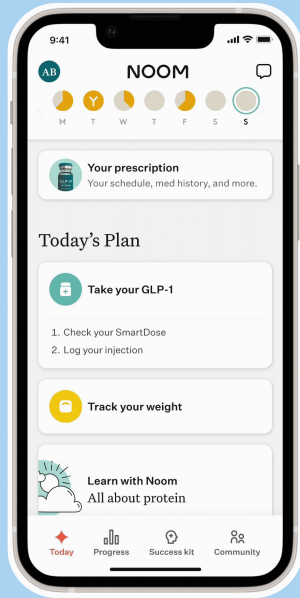 9:41
AB
NOOM
M T W T F S S
Your prescription
Your schedule, med history, and more.
GLP-1
Today's Plan
Take your GLP-1
1. Check your SmartDose
2. Log your injection
Track your weight
Learn with Noom
All about protein
Today Progress Success kit Community